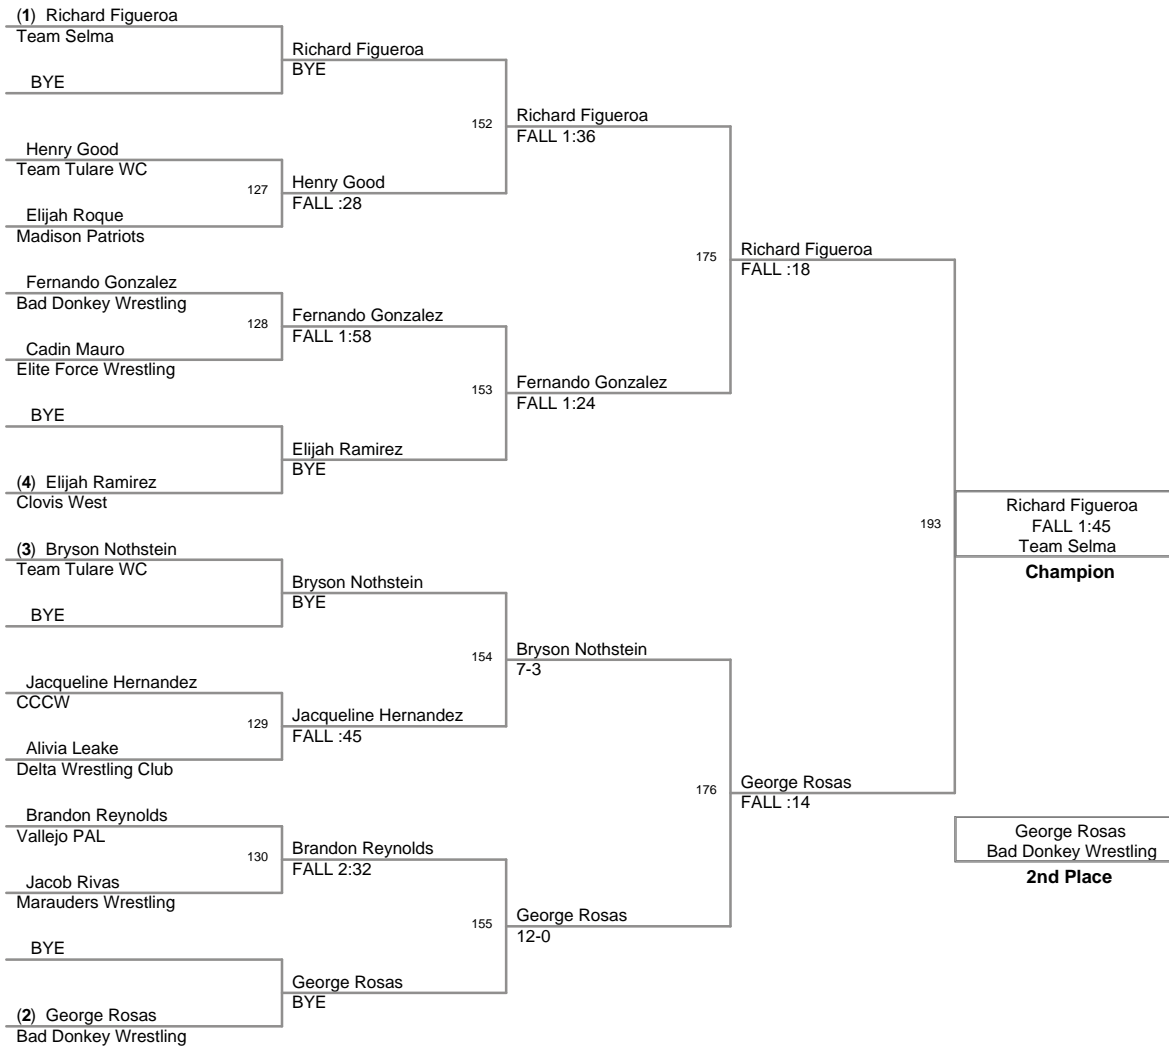 (1) Richard Figueroa
Team Selma
BYE
Henry Good
Team Tulare WC
127
Elijah Roque
Madison Patriots
Fernando Gonzalez
Bad Donkey Wrestling
128
Cadin Mauro
Elite Force Wrestling
BYE
(4) Elijah Ramirez
Clovis West
(3) Bryson Nothstein
Team Tulare WC
BYE
Jacqueline Hernandez
CCCW
129
Alivia Leake
Delta Wrestling Club
Brandon Reynolds
Vallejo PAL
130
Jacob Rivas
Marauders Wrestling
BYE
(2) George Rosas
Bad Donkey Wrestling
Richard Figueroa
BYE
152
Henry Good
FALL :28
Fernando Gonzalez
FALL 1:58
153
Elijah Ramirez
BYE
Bryson Nothstein
BYE
154
Jacqueline Hernandez
FALL :45
Brandon Reynolds
FALL 2:32
155
George Rosas
BYE
Richard Figueroa
FALL 1:36
175
Fernando Gonzalez
FALL 1:24
Bryson Nothstein
7-3
176
George Rosas
12-0
Richard Figueroa
FALL :18
193
George Rosas
FALL :14
Richard Figueroa
FALL 1:45
Team Selma
Champion
George Rosas
Bad Donkey Wrestling
2nd Place